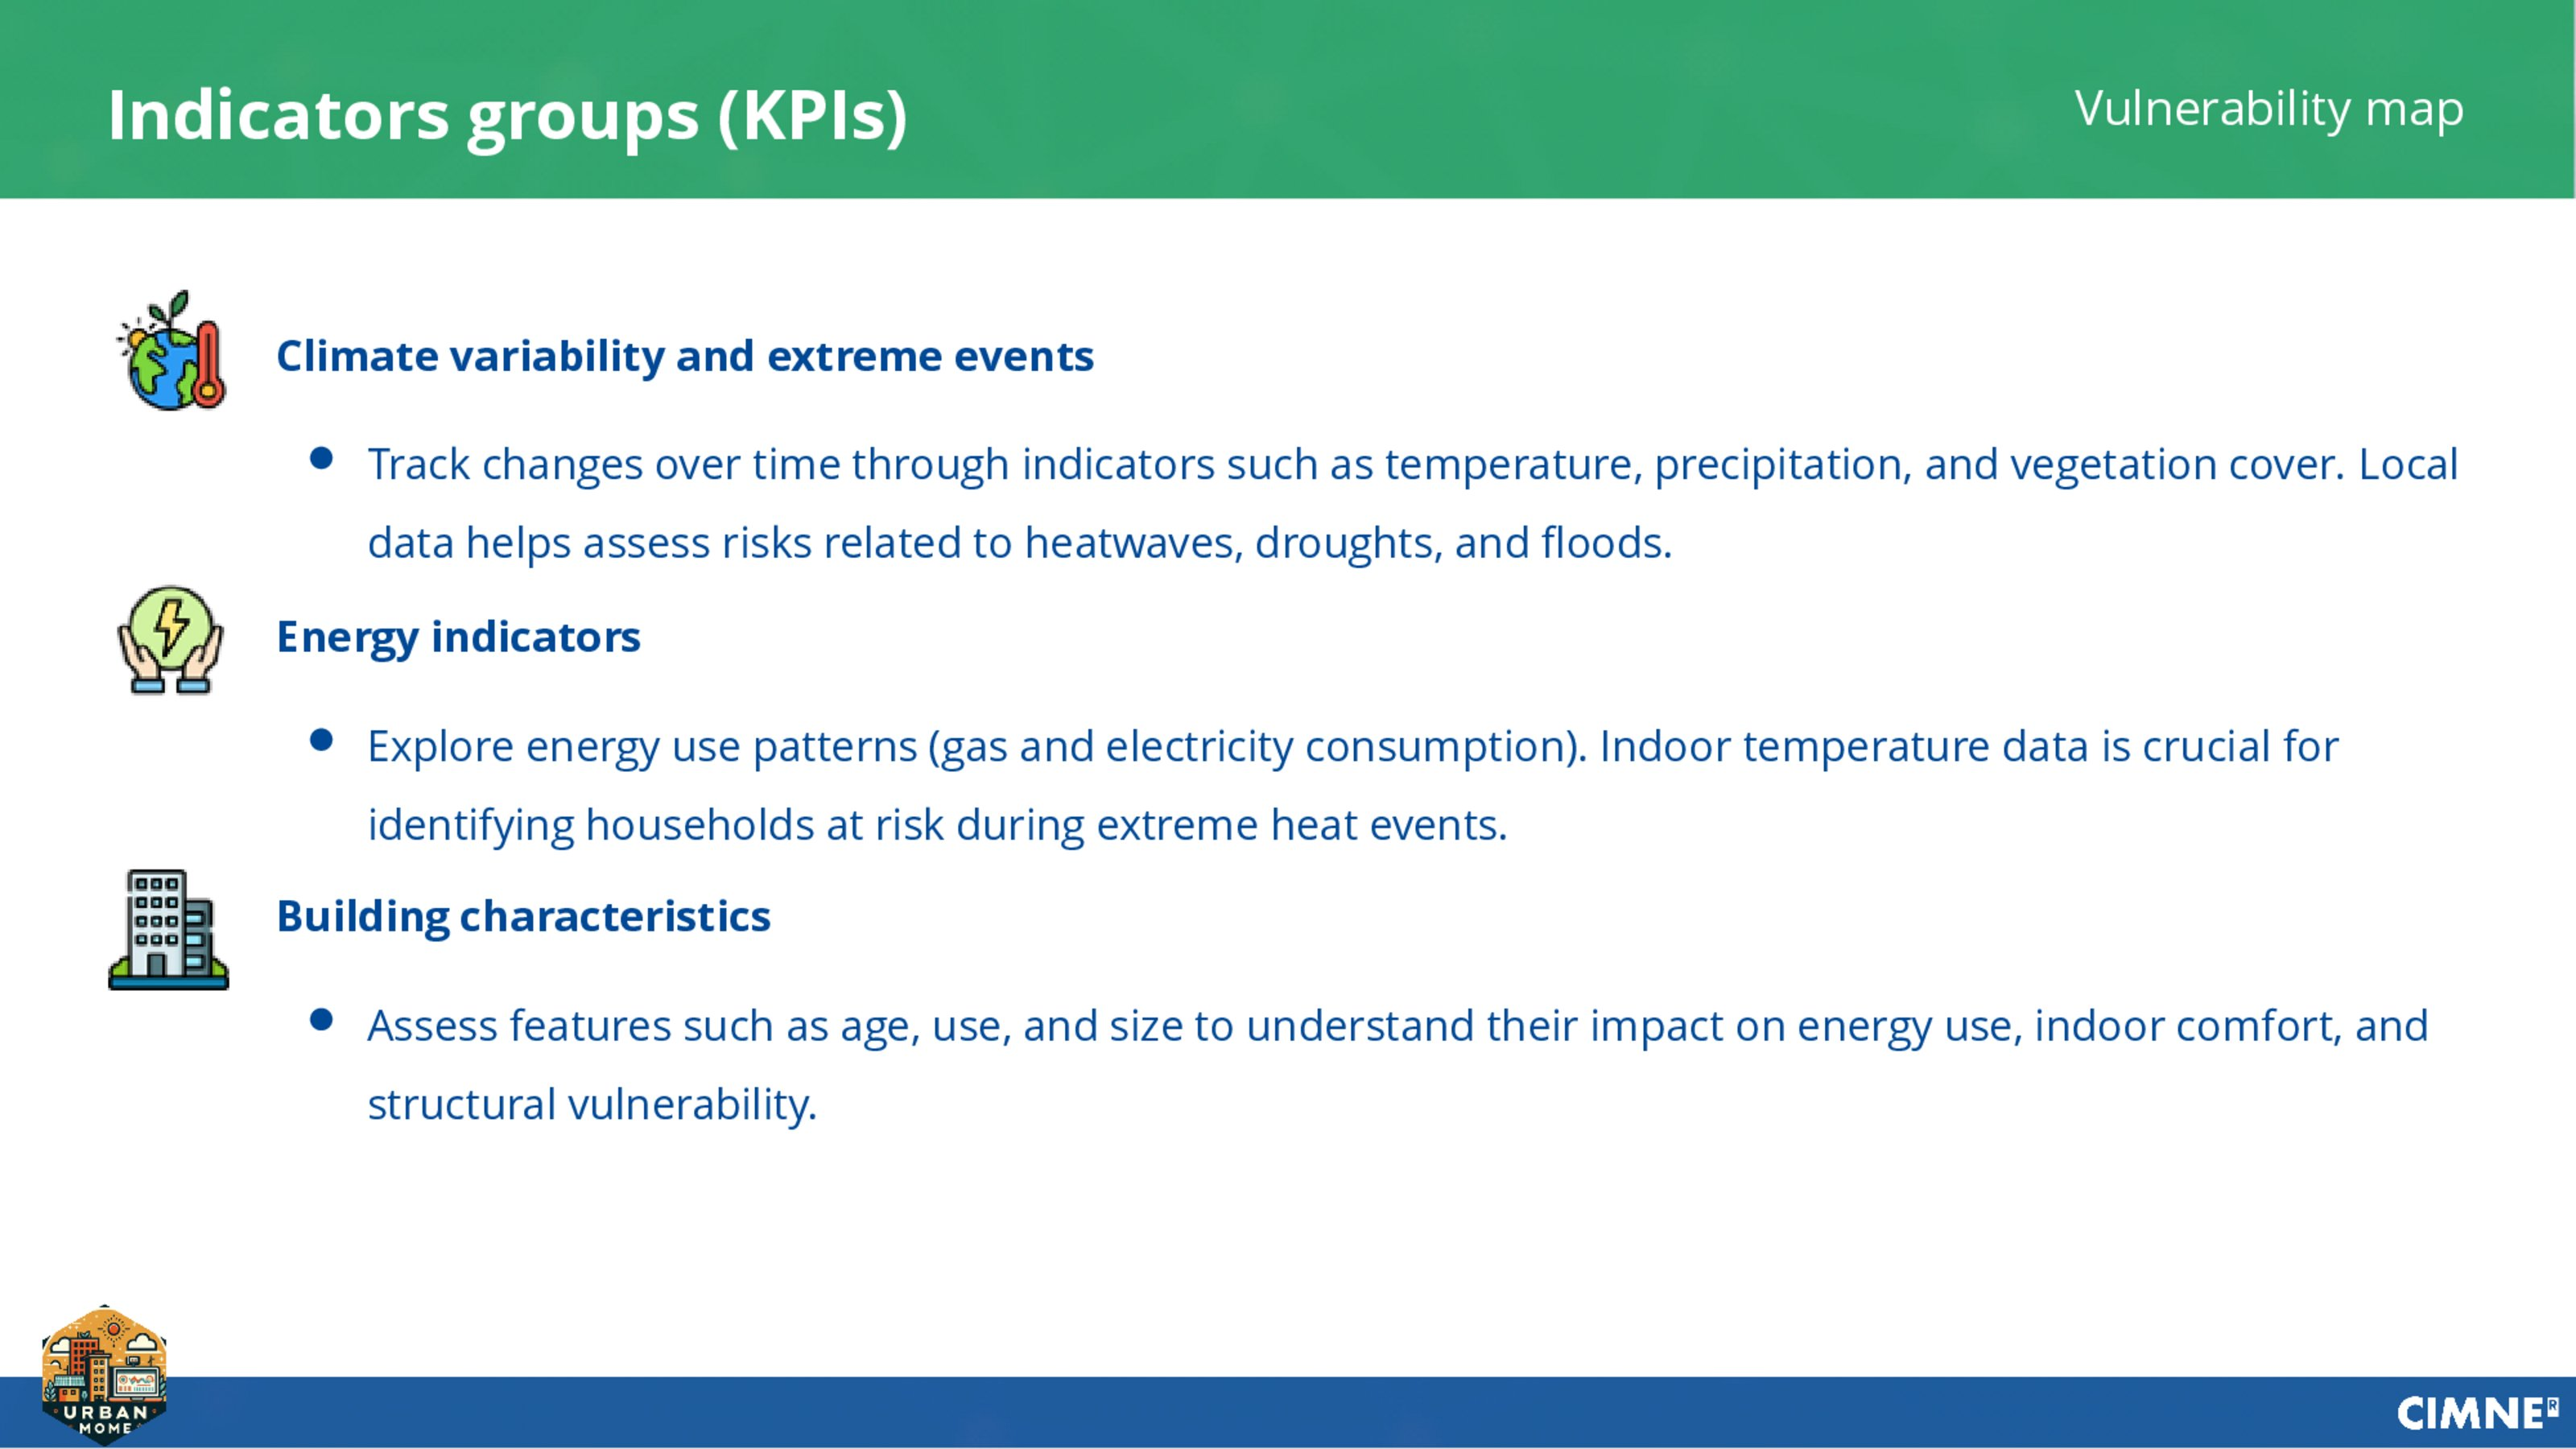 Indicators groups (KPIs)
Vulnerability map
Climate variability and extreme events
● Track changes over time through indicators such as temperature, precipitation, and vegetation cover. Local
data helps assess risks related to heatwaves, droughts, and floods.
Energy indicators
● Explore energy use patterns (gas and electricity consumption). Indoor temperature data is crucial for
identifying households at risk during extreme heat events.
Building characteristics
● Assess features such as age, use, and size to understand their impact on energy use, indoor comfort, and
structural vulnerability.
URBAN
MOME
CIMNE R